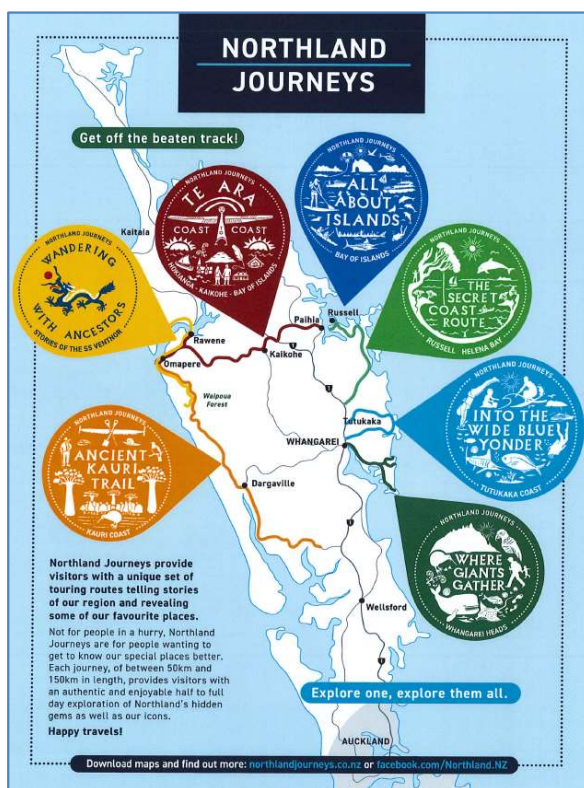 NORTHLAND
JOURNEYS
Get off the beaten track!
NORTHLAND JOURNEYS
TE ARA
COAST COAST
HOKIANGA - KAIKOHE - BAY OF ISLANDS
NORTHLAND JOURNEYS
ALL
ABOUT
ISLANDS
BAY OF ISLANDS
Kaitaia
NORTHLAND JOURNEYS
WANDERING
WITH ANCESTORS
STORIES OF THE SS VENTNOR
NORTHLAND JOURNEYS
THE
SECRET
COAST
ROUTE
RUSSELL HELENA BAY
Russell
Paihia
Rawene
Kaikohe
Omapere
1
Waipoua
Forest
1
NORTHLAND JOURNEYS
INTO THE
WIDE BLUE
YONDER
TUTUKAKA COAST
Tutukaka
WHANGAREI
NORTHLAND JOURNEYS
ANCIENT
KAURI
TRAIL
KAURI COAST
Dargaville
1
NORTHLAND JOURNEYS
WHERE
GIANTS
GATHER
WHANGAREI HEADS
Northland Journeys provide
visitors with a unique set of
touring routes telling stories
of our region and revealing
some of our favourite places.
Not for people in a hurry, Northland
Journeys are for people wanting to
get to know our special places better.
Each journey, of between 50km and
150km in length, provides visitors with
an authentic and enjoyable half to full
day exploration of Northland's hidden
gems as well as our icons.
Happy travels!
Wellsford
1
Explore one, explore them all.
AUCKLAND
Download maps and find out more: northlandjourneys.co.nz or facebook.com/Northland.NZ